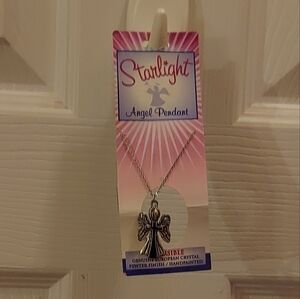 Starlight
Angel Pendant
GENUINE EUROPEAN CRYSTAL
PEWTER FINISH / HANDPAINTED